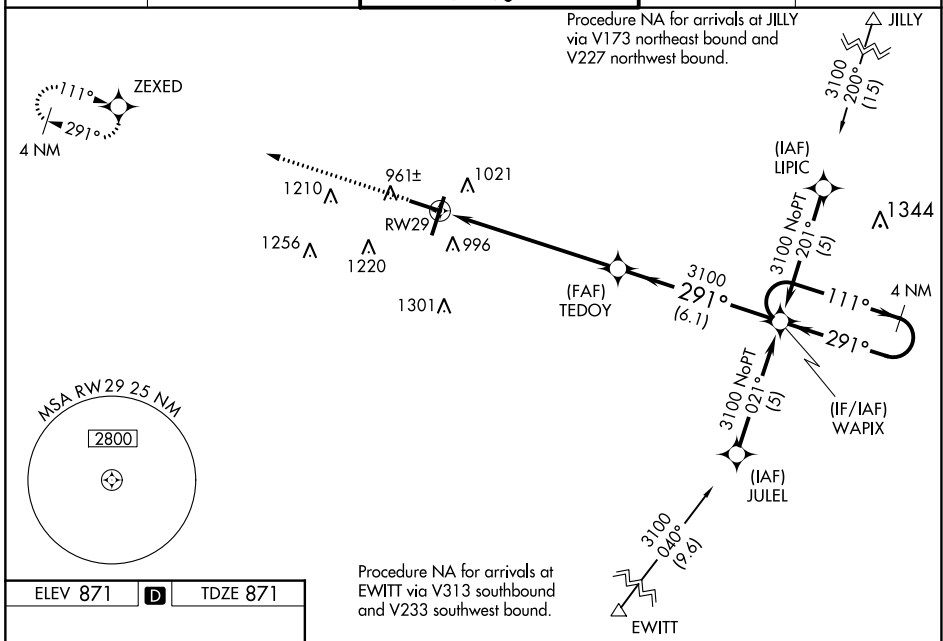 Procedure NA for arrivals at JILLY
via V173 northeast bound and
V227 northwest bound.
JILLY
3100
200°
(15)
ZEXED
111°
291°
4 NM
(IAF)
LIPIC
1344
3100 NoPT
201°
(5)
961±
1021
1210
RW29
996
1256
1220
1301
(FAF)
TEDOY
3100
291°
(6.1)
111°
4 NM
291°
(IF/IAF)
WAPIX
3100 NoPT
021°
(5)
(IAF)
JULEL
MSA RW 29 25 NM
2800
3100
040°
(9.6)
EWITT
Procedure NA for arrivals at
EWITT via V313 southbound
and V233 southwest bound.
ELEV 871 D TDZE 871